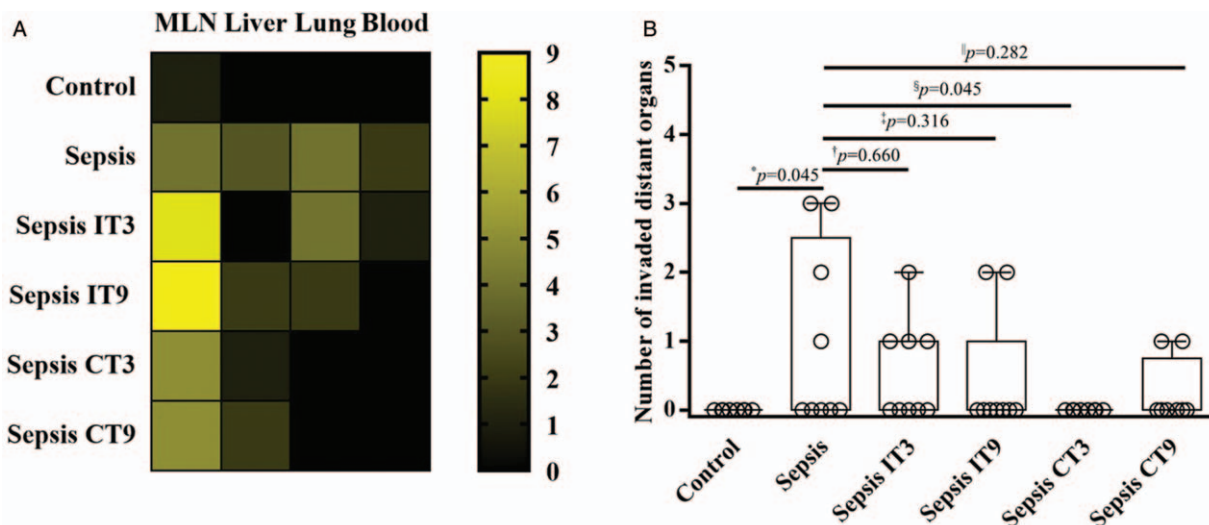 A
MLN Liver Lung Blood
Control
Sepsis
Sepsis IT3
Sepsis IT9
Sepsis CT3
Sepsis CT9
9
8
7
6
5
4
3
2
1
0
B
Number of invaded distant organs
5
4
3
2
1
0
‖p=0.282
§p=0.045
‡p=0.316
†p=0.660
*p=0.045
Control
Sepsis
Sepsis IT3
Sepsis IT9
Sepsis CT3
Sepsis CT9